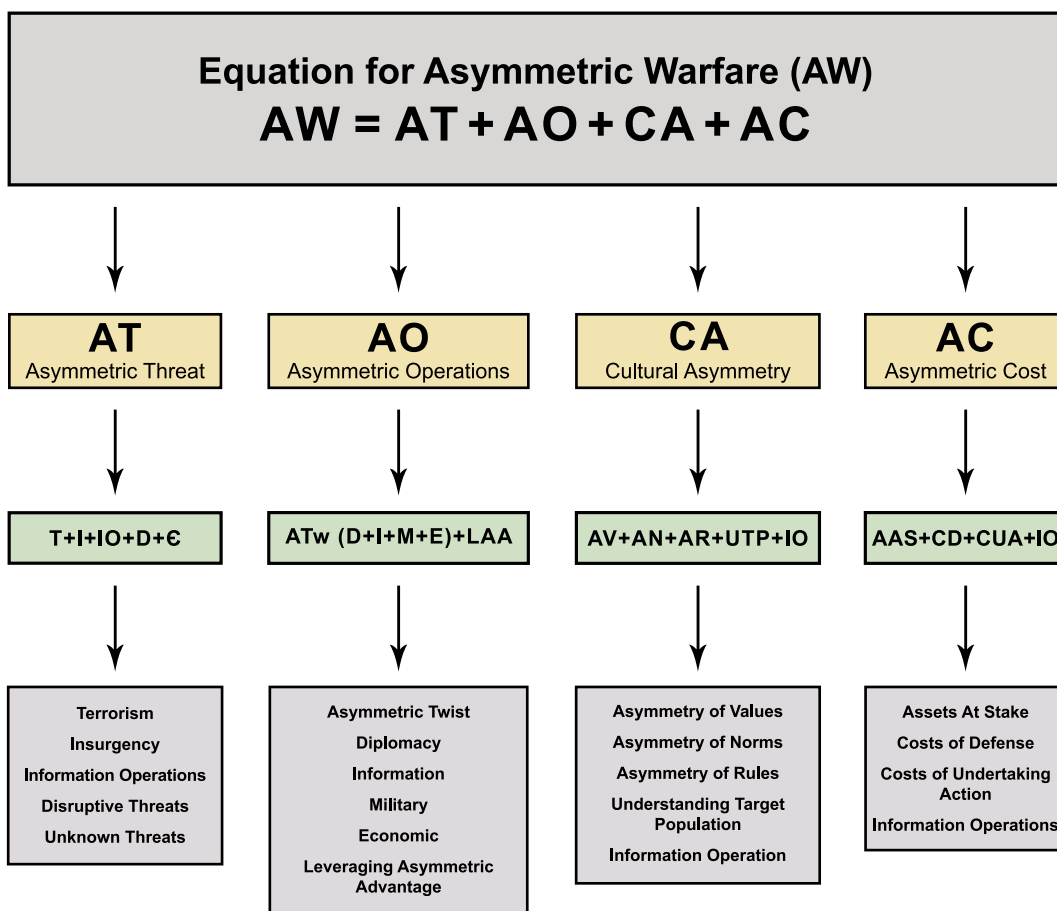 Equation for Asymmetric Warfare (AW)
AW = AT + AO + CA + AC
AT
Asymmetric Threat
AO
Asymmetric Operations
CA
Cultural Asymmetry
AC
Asymmetric Cost
T+I+IO+D+Є
ATw (D+I+M+E)+LAA
AV+AN+AR+UTP+IO
AAS+CD+CUA+IO
Terrorism
Insurgency
Information Operations
Disruptive Threats
Unknown Threats
Asymmetric Twist
Diplomacy
Information
Military
Economic
Leveraging Asymmetric
Advantage
Asymmetry of Values
Asymmetry of Norms
Asymmetry of Rules
Understanding Target
Population
Information Operation
Assets At Stake
Costs of Defense
Costs of Undertaking
Action
Information Operations